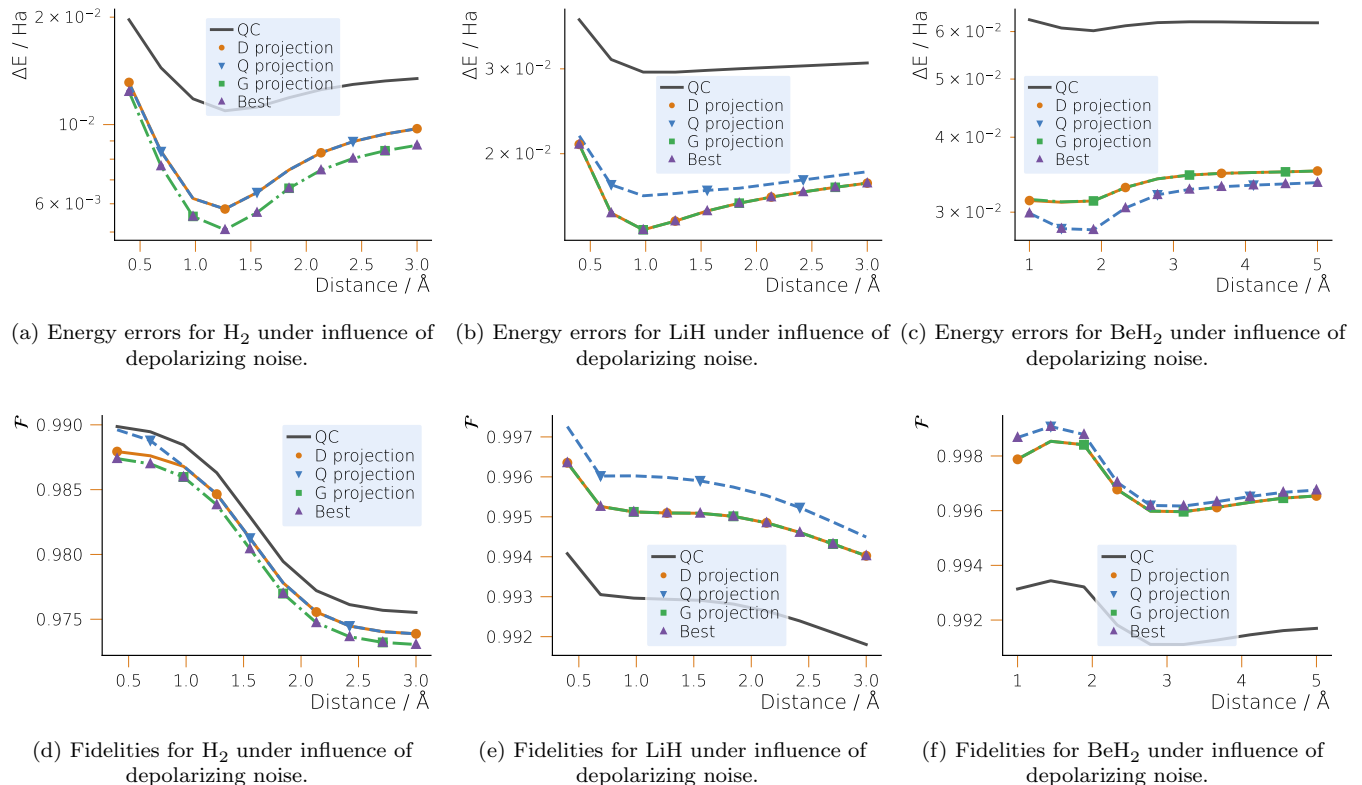 2 × 10⁻²
10⁻²
6 × 10⁻³
ΔE / Ha
QC
D projection
Q projection
G projection
Best
0.5 1.0 1.5 2.0 2.5 3.0
Distance / Å
(a) Energy errors for H₂ under influence of
depolarizing noise.
3 × 10⁻²
2 × 10⁻²
ΔE / Ha
QC
D projection
Q projection
G projection
Best
0.5 1.0 1.5 2.0 2.5 3.0
Distance / Å
(b) Energy errors for LiH under influence of
depolarizing noise.
6 × 10⁻²
4 × 10⁻²
3 × 10⁻²
ΔE / Ha
QC
D projection
Q projection
G projection
Best
1 2 3 4 5
Distance / Å
(c) Energy errors for BeH₂ under influence of
depolarizing noise.
0.990
0.985
0.980
0.975
𝓕
QC
D projection
Q projection
G projection
Best
0.5 1.0 1.5 2.0 2.5 3.0
Distance / Å
(d) Fidelities for H₂ under influence of
depolarizing noise.
0.997
0.996
0.995
0.994
0.993
0.992
𝓕
QC
D projection
Q projection
G projection
Best
0.5 1.0 1.5 2.0 2.5 3.0
Distance / Å
(e) Fidelities for LiH under influence of
depolarizing noise.
0.998
0.996
0.994
0.992
𝓕
QC
D projection
Q projection
G projection
Best
1 2 3 4 5
Distance / Å
(f) Fidelities for BeH₂ under influence of
depolarizing noise.